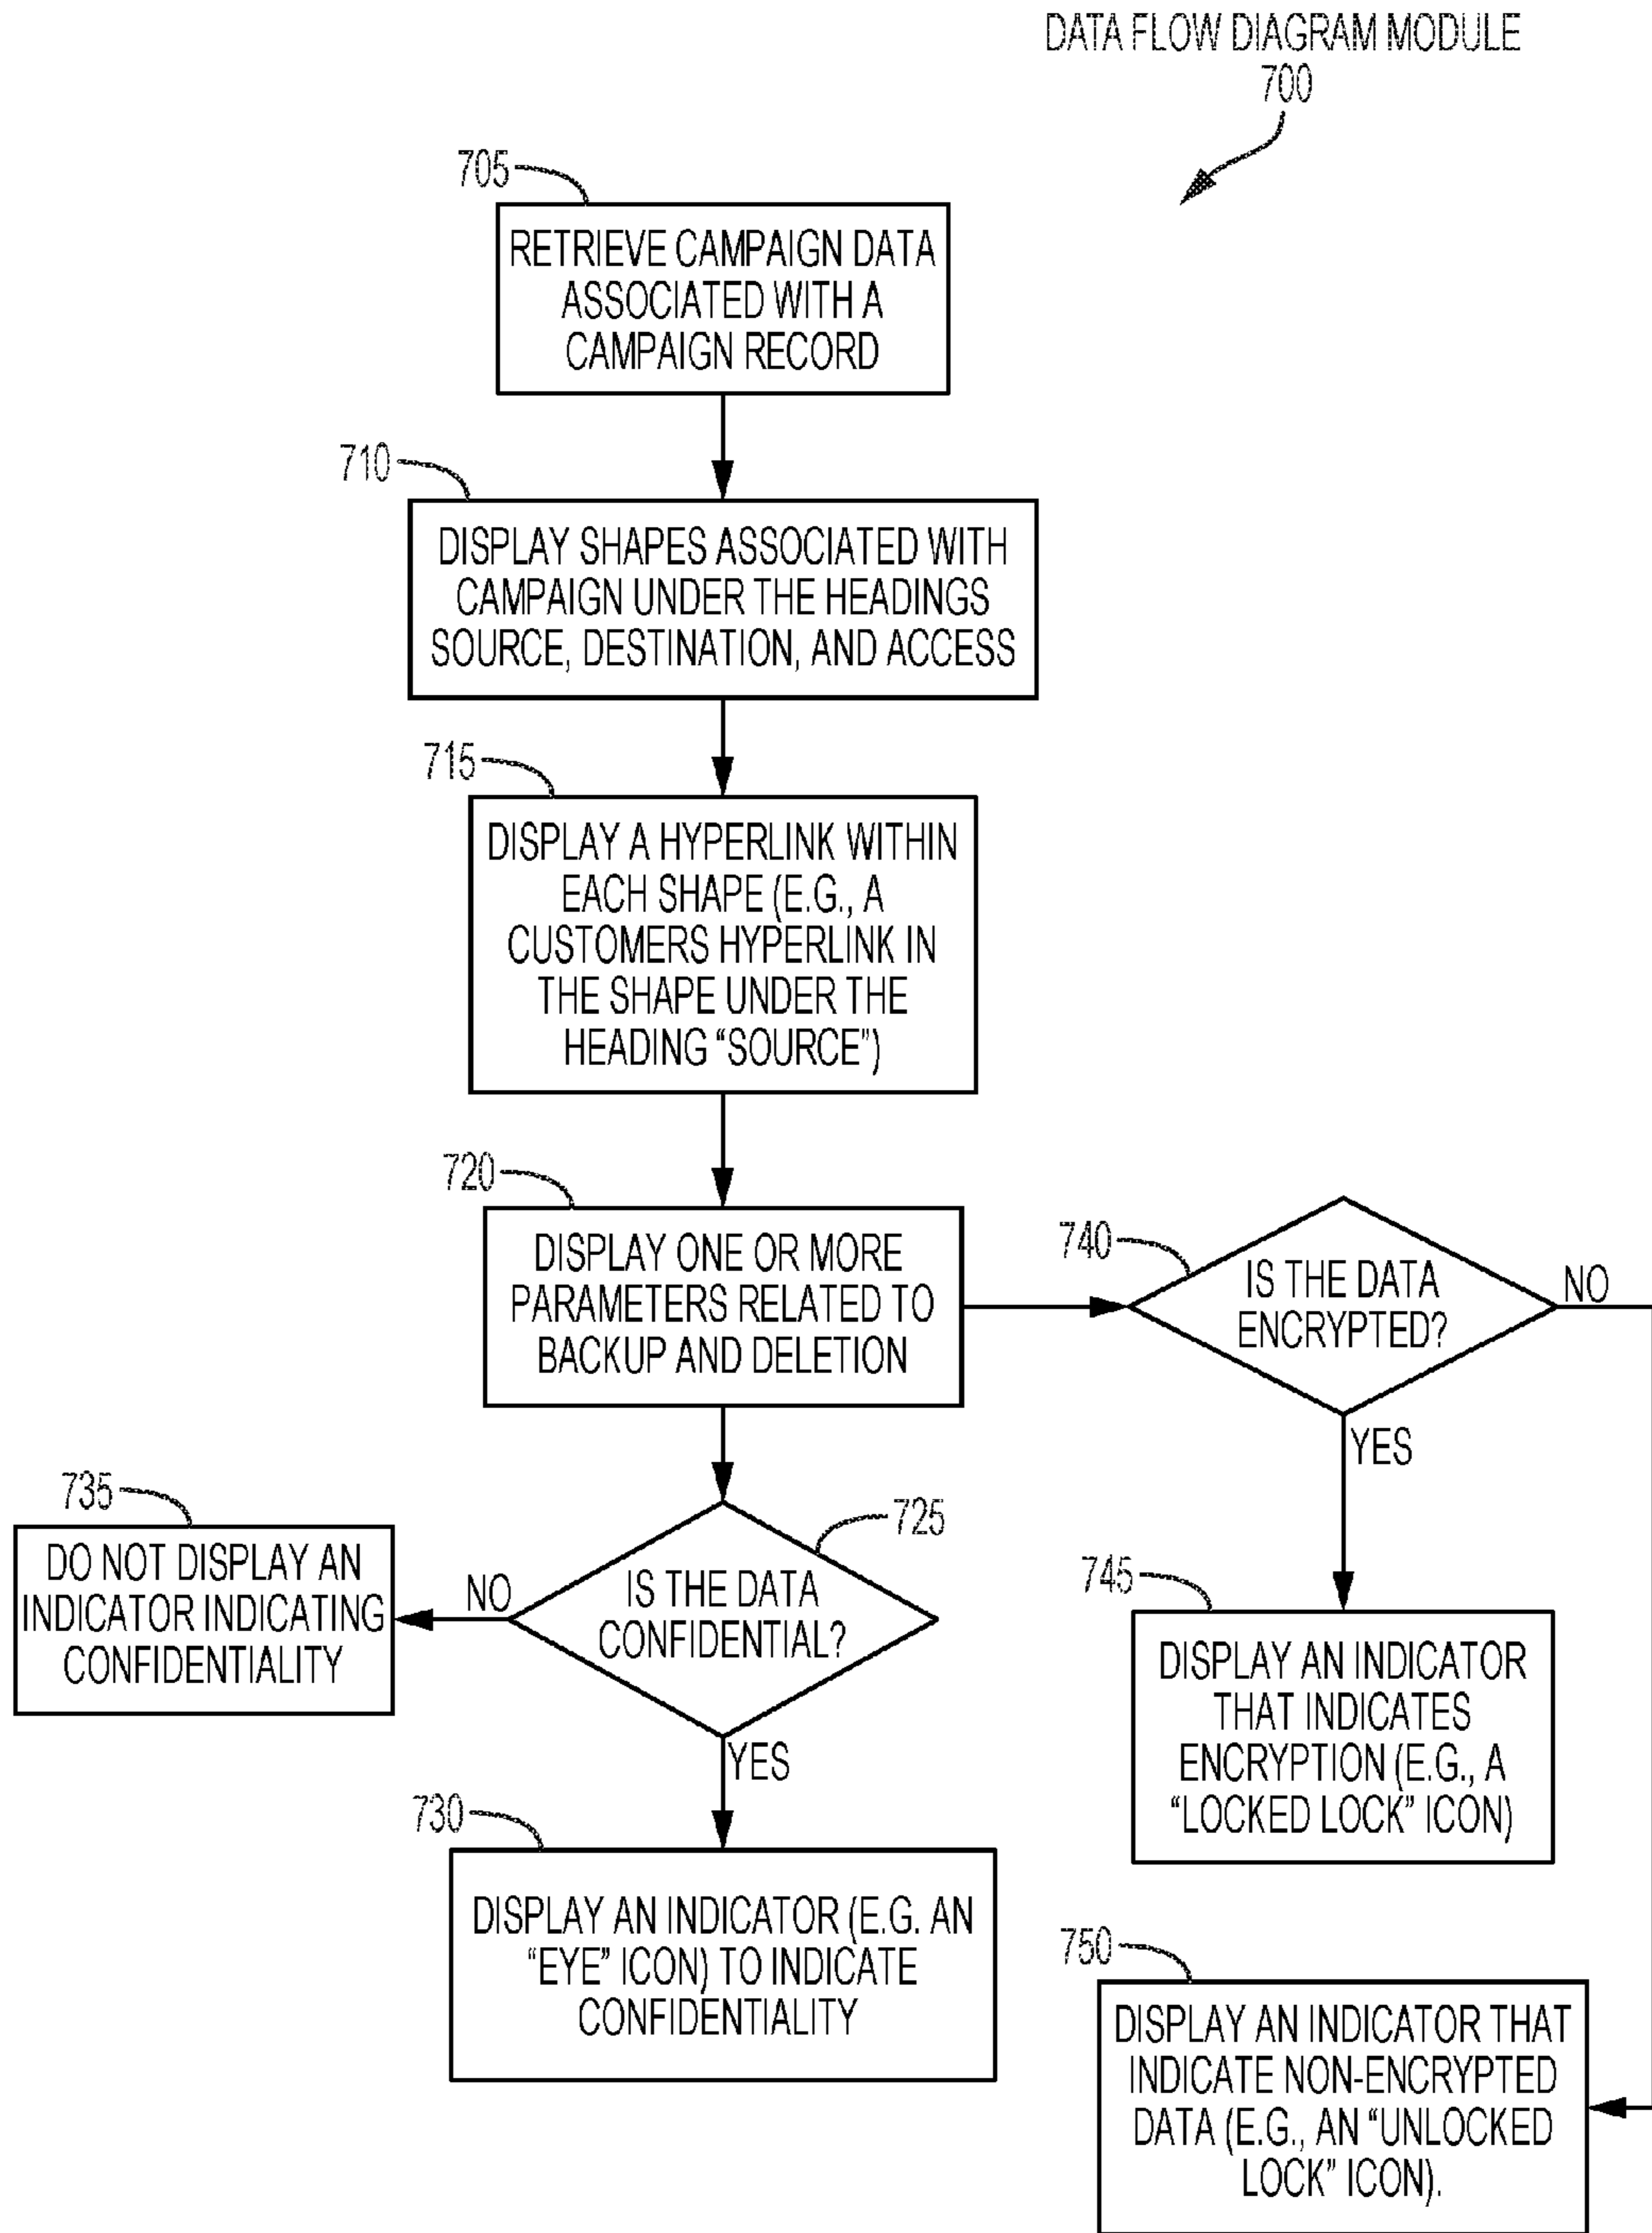 DATA FLOW DIAGRAM MODULE
700
705
RETRIEVE CAMPAIGN DATA
ASSOCIATED WITH A
CAMPAIGN RECORD
710
DISPLAY SHAPES ASSOCIATED WITH
CAMPAIGN UNDER THE HEADINGS
SOURCE, DESTINATION, AND ACCESS
715
DISPLAY A HYPERLINK WITHIN
EACH SHAPE (E.G., A
CUSTOMERS HYPERLINK IN
THE SHAPE UNDER THE
HEADING “SOURCE”)
720
DISPLAY ONE OR MORE
PARAMETERS RELATED TO
BACKUP AND DELETION
740
IS THE DATA
ENCRYPTED?
NO
YES
735
DO NOT DISPLAY AN
INDICATOR INDICATING
CONFIDENTIALITY
NO
725
IS THE DATA
CONFIDENTIAL?
YES
745
DISPLAY AN INDICATOR
THAT INDICATES
ENCRYPTION (E.G., A
“LOCKED LOCK” ICON)
730
DISPLAY AN INDICATOR (E.G. AN
“EYE” ICON) TO INDICATE
CONFIDENTIALITY
750
DISPLAY AN INDICATOR THAT
INDICATE NON-ENCRYPTED
DATA (E.G., AN “UNLOCKED
LOCK” ICON).